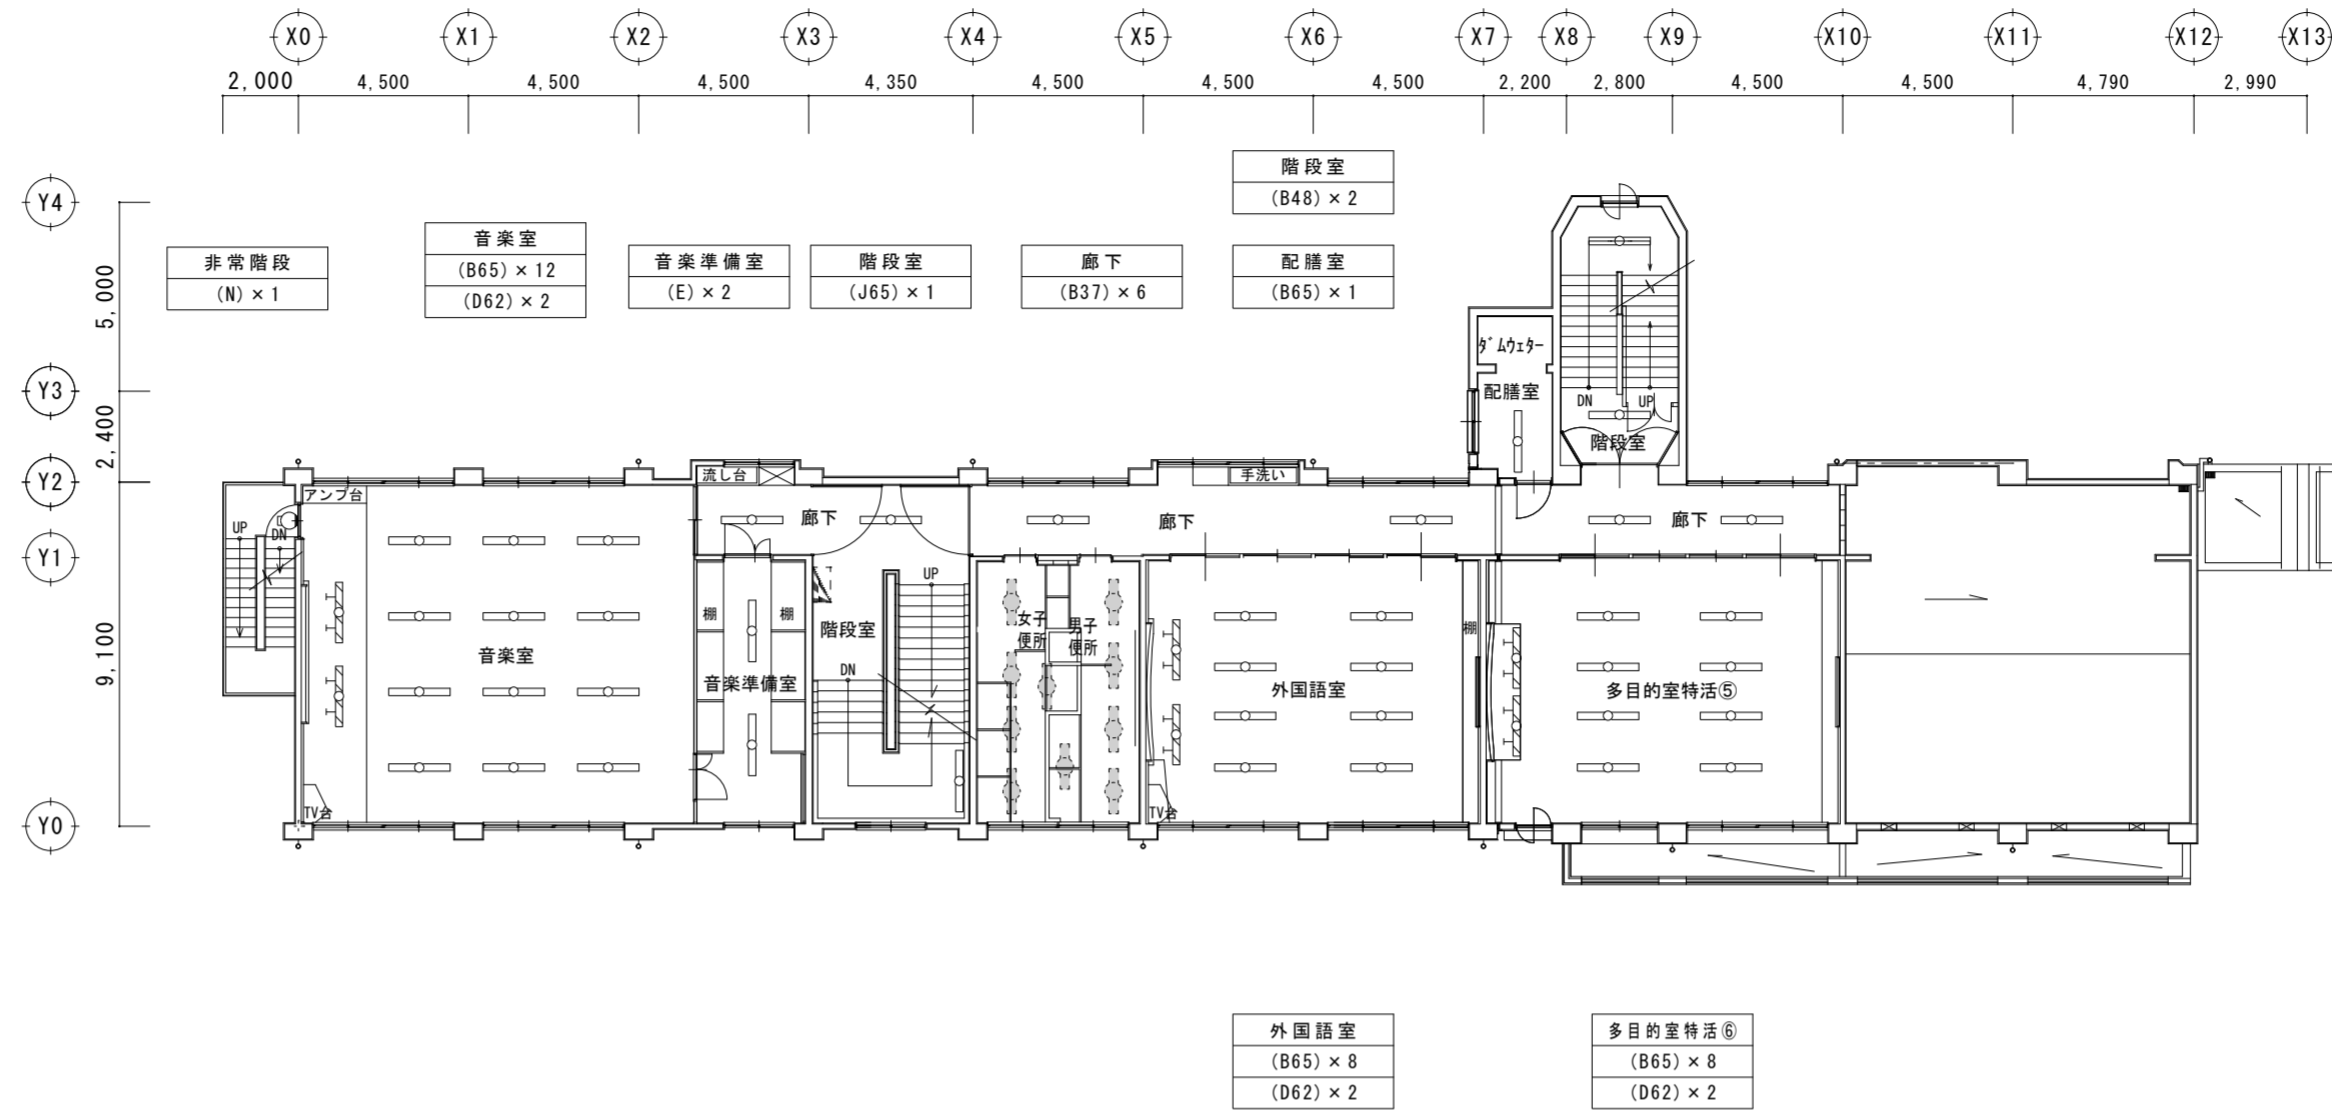 X0 X1 X2 X3 X4 X5 X6 X7 X8 X9 X10 X11 X12 X13
2,000 4,500 4,500 4,500 4,350 4,500 4,500 4,500 2,200 2,800 4,500 4,500 4,790 2,990
階段室
(B48)×2
Y4
非常階段
(N)×1
音楽室
(B65)×12
(D62)×2
音楽準備室
(E)×2
階段室
(J65)×1
廊下
(B37)×6
配膳室
(B65)×1
5,000
ﾀﾞﾑｳｪﾀｰ
Y3
配膳室
DN UP
2,400
階段室
流し台
手洗い
Y2
アンプ台
UP
DN
廊下
廊下
廊下
Y1
UP
棚
棚
女子
便所
男子
便所
階段室
棚
音楽室
9,100
DN
音楽準備室
外国語室
多目的室特活⑤
TV台
TV台
Y0
外国語室
(B65)×8
(D62)×2
多目的室特活⑥
(B65)×8
(D62)×2